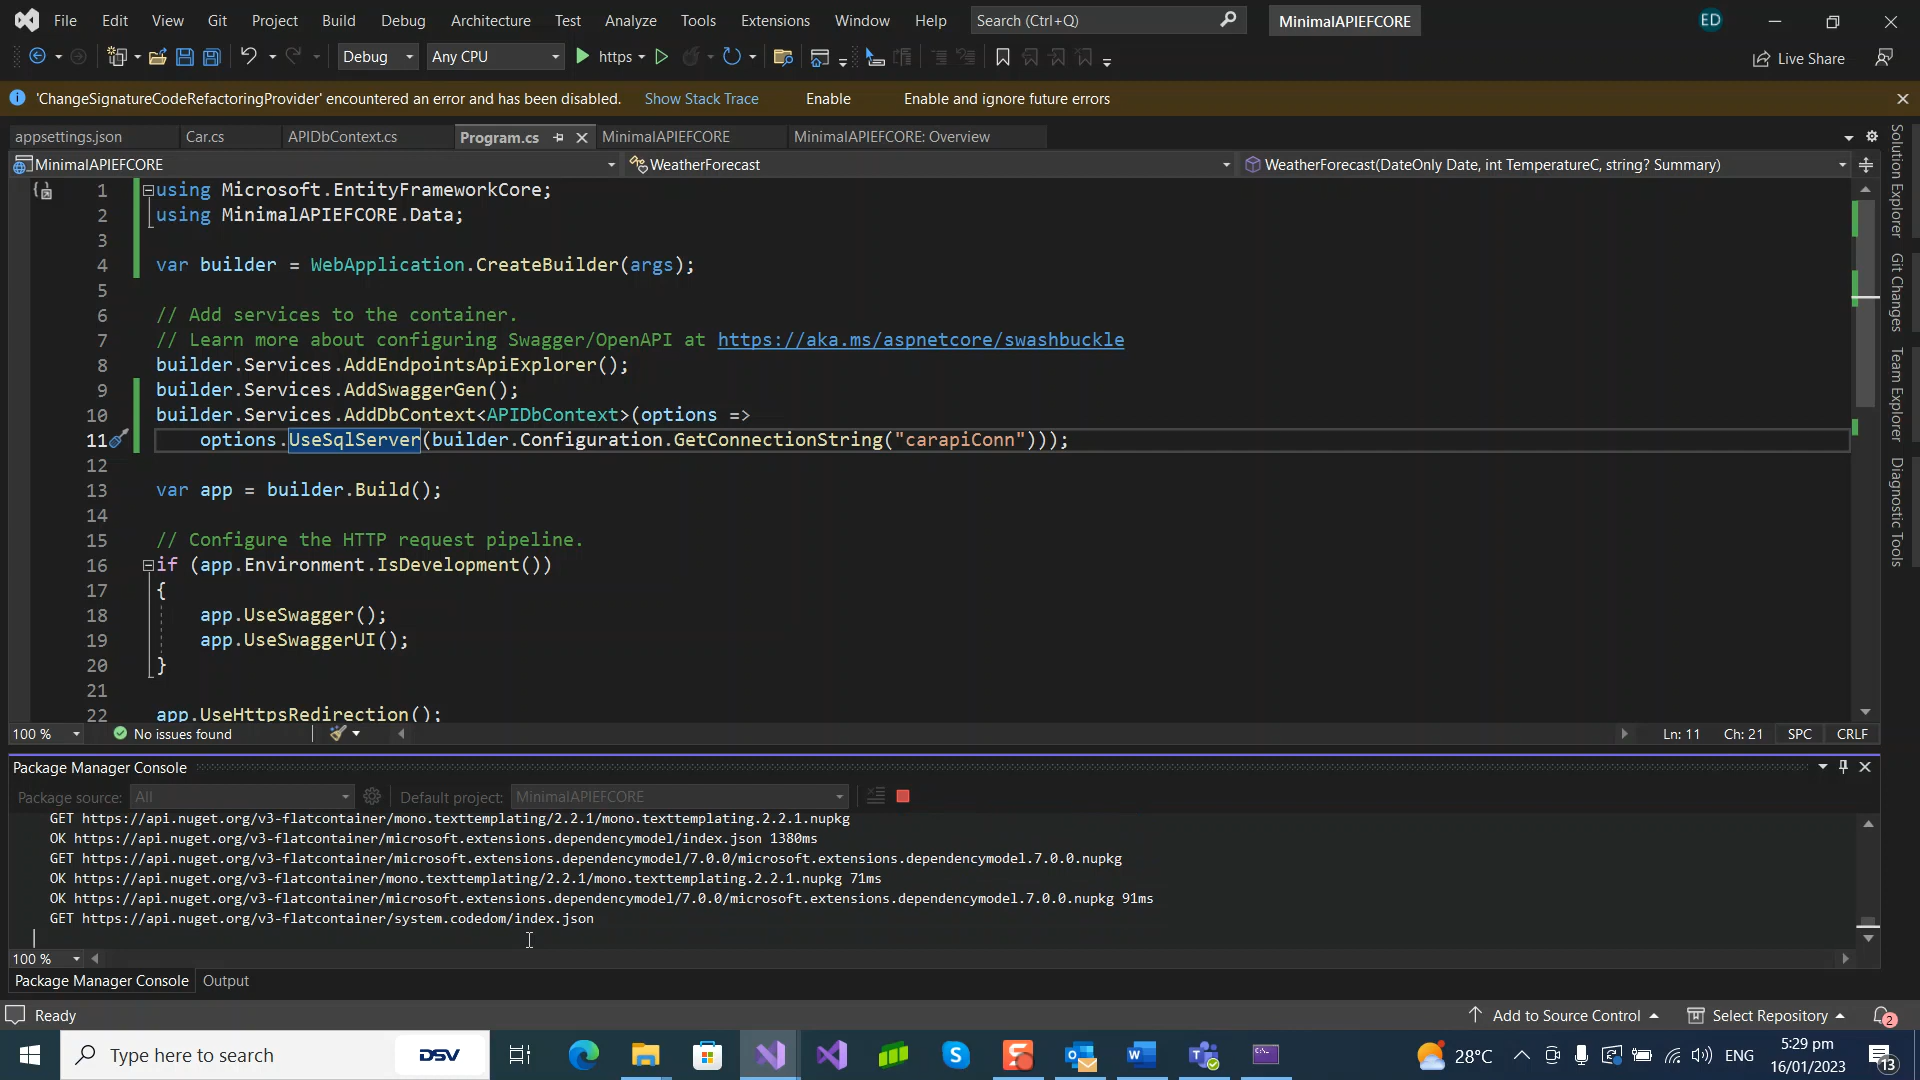 File Edit View Git Project Build Debug Architecture Test Analyze Tools Extensions Window Help Search (Ctrl+Q) MinimalAPIEFCORE ED
Debug Any CPU https Live Share
'ChangeSignatureCodeRefactoringProvider' encountered an error and has been disabled. Show Stack Trace Enable Enable and ignore future errors
appsettings.json Car.cs APIDbContext.cs Program.cs MinimalAPIEFCORE MinimalAPIEFCORE: Overview
MinimalAPIEFCORE WeatherForecast WeatherForecast(DateOnly Date, int TemperatureC, string? Summary)
1 using Microsoft.EntityFrameworkCore;
2 using MinimalAPIEFCORE.Data;
3
4 var builder = WebApplication.CreateBuilder(args);
5
6 // Add services to the container.
7 // Learn more about configuring Swagger/OpenAPI at https://aka.ms/aspnetcore/swashbuckle
8 builder.Services.AddEndpointsApiExplorer();
9 builder.Services.AddSwaggerGen();
10 builder.Services.AddDbContext<APIDbContext>(options =>
11 options.UseSqlServer(builder.Configuration.GetConnectionString("carapiConn")));
12
13 var app = builder.Build();
14
15 // Configure the HTTP request pipeline.
16 if (app.Environment.IsDevelopment())
17 {
18 app.UseSwagger();
19 app.UseSwaggerUI();
20 }
21
22 app.UseHttpsRedirection();
Solution Explorer
Git Changes
Team Explorer
Diagnostic Tools
100 % No issues found Ln: 11 Ch: 21 SPC CRLF
Package Manager Console
Package source: All Default project: MinimalAPIEFCORE
GET https://api.nuget.org/v3-flatcontainer/mono.texttemplating/2.2.1/mono.texttemplating.2.2.1.nupkg
OK https://api.nuget.org/v3-flatcontainer/microsoft.extensions.dependencymodel/index.json 1380ms
GET https://api.nuget.org/v3-flatcontainer/microsoft.extensions.dependencymodel/7.0.0/microsoft.extensions.dependencymodel.7.0.0.nupkg
OK https://api.nuget.org/v3-flatcontainer/mono.texttemplating/2.2.1/mono.texttemplating.2.2.1.nupkg 71ms
OK https://api.nuget.org/v3-flatcontainer/microsoft.extensions.dependencymodel/7.0.0/microsoft.extensions.dependencymodel.7.0.0.nupkg 91ms
GET https://api.nuget.org/v3-flatcontainer/system.codedom/index.json
100 %
Package Manager Console Output
Ready Add to Source Control Select Repository 2
Type here to search DSV 28°C ENG 5:29 pm
16/01/2023 13